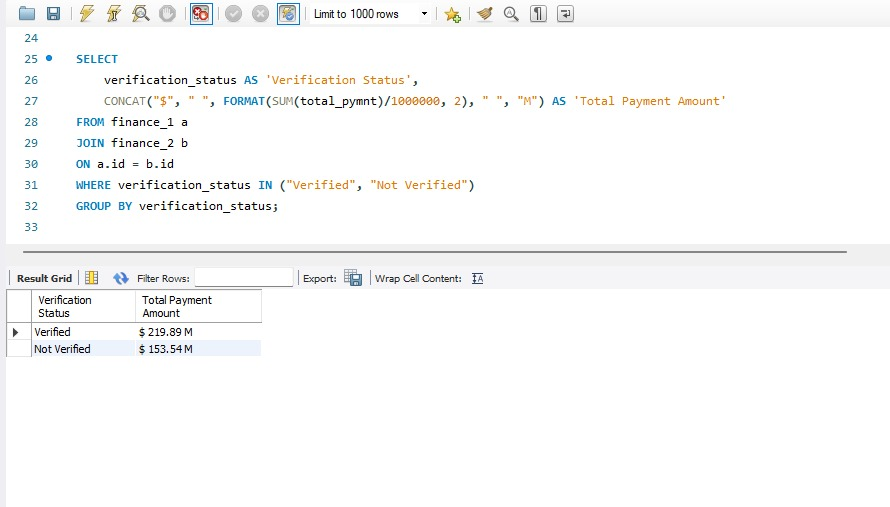 Limit to 1000 rows
24
25 SELECT
26 verification_status AS 'Verification Status',
27 CONCAT("$", " ", FORMAT(SUM(total_pymnt)/1000000, 2), " ", "M") AS 'Total Payment Amount'
28 FROM finance_1 a
29 JOIN finance_2 b
30 ON a.id = b.id
31 WHERE verification_status IN ("Verified", "Not Verified")
32 GROUP BY verification_status;
33
Result Grid Filter Rows: Export: Wrap Cell Content:
Verification Total Payment
Status Amount
Verified $ 219.89 M
Not Verified $ 153.54 M